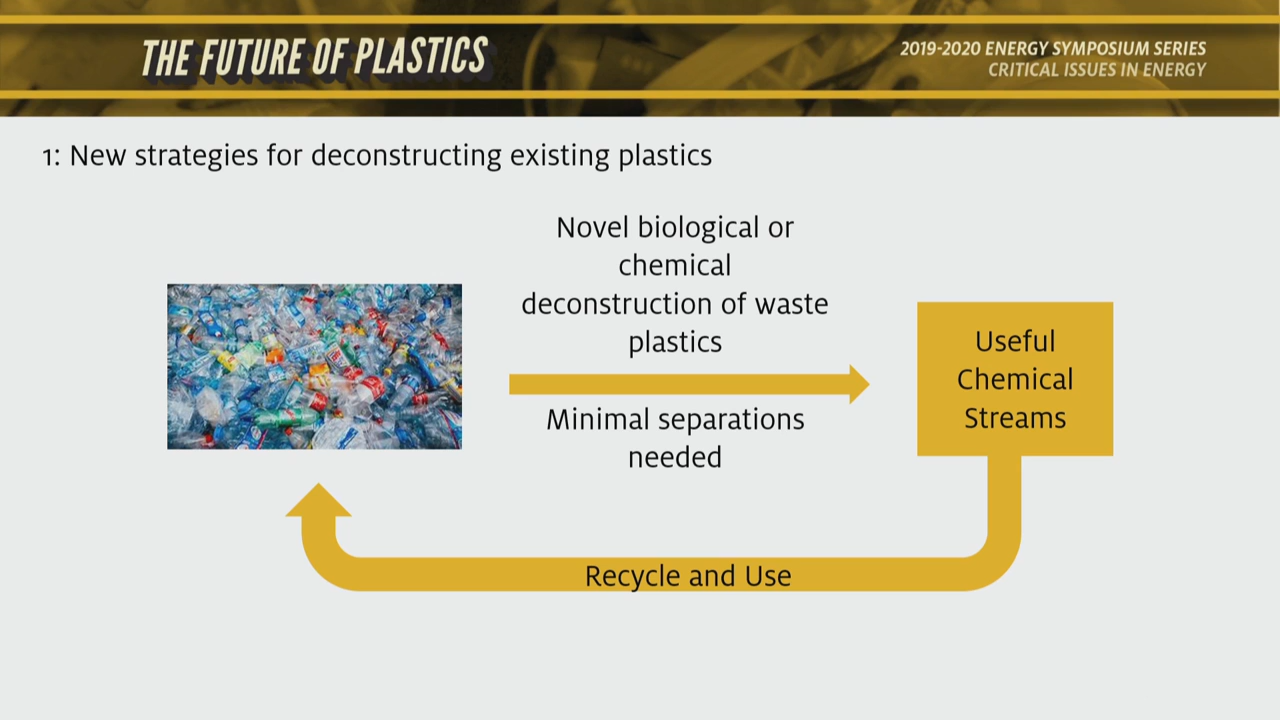 THE FUTURE OF PLASTICS
2019-2020 ENERGY SYMPOSIUM SERIES
CRITICAL ISSUES IN ENERGY
1: New strategies for deconstructing existing plastics
Novel biological or
chemical
deconstruction of waste
plastics
Minimal separations
needed
Useful
Chemical
Streams
Recycle and Use